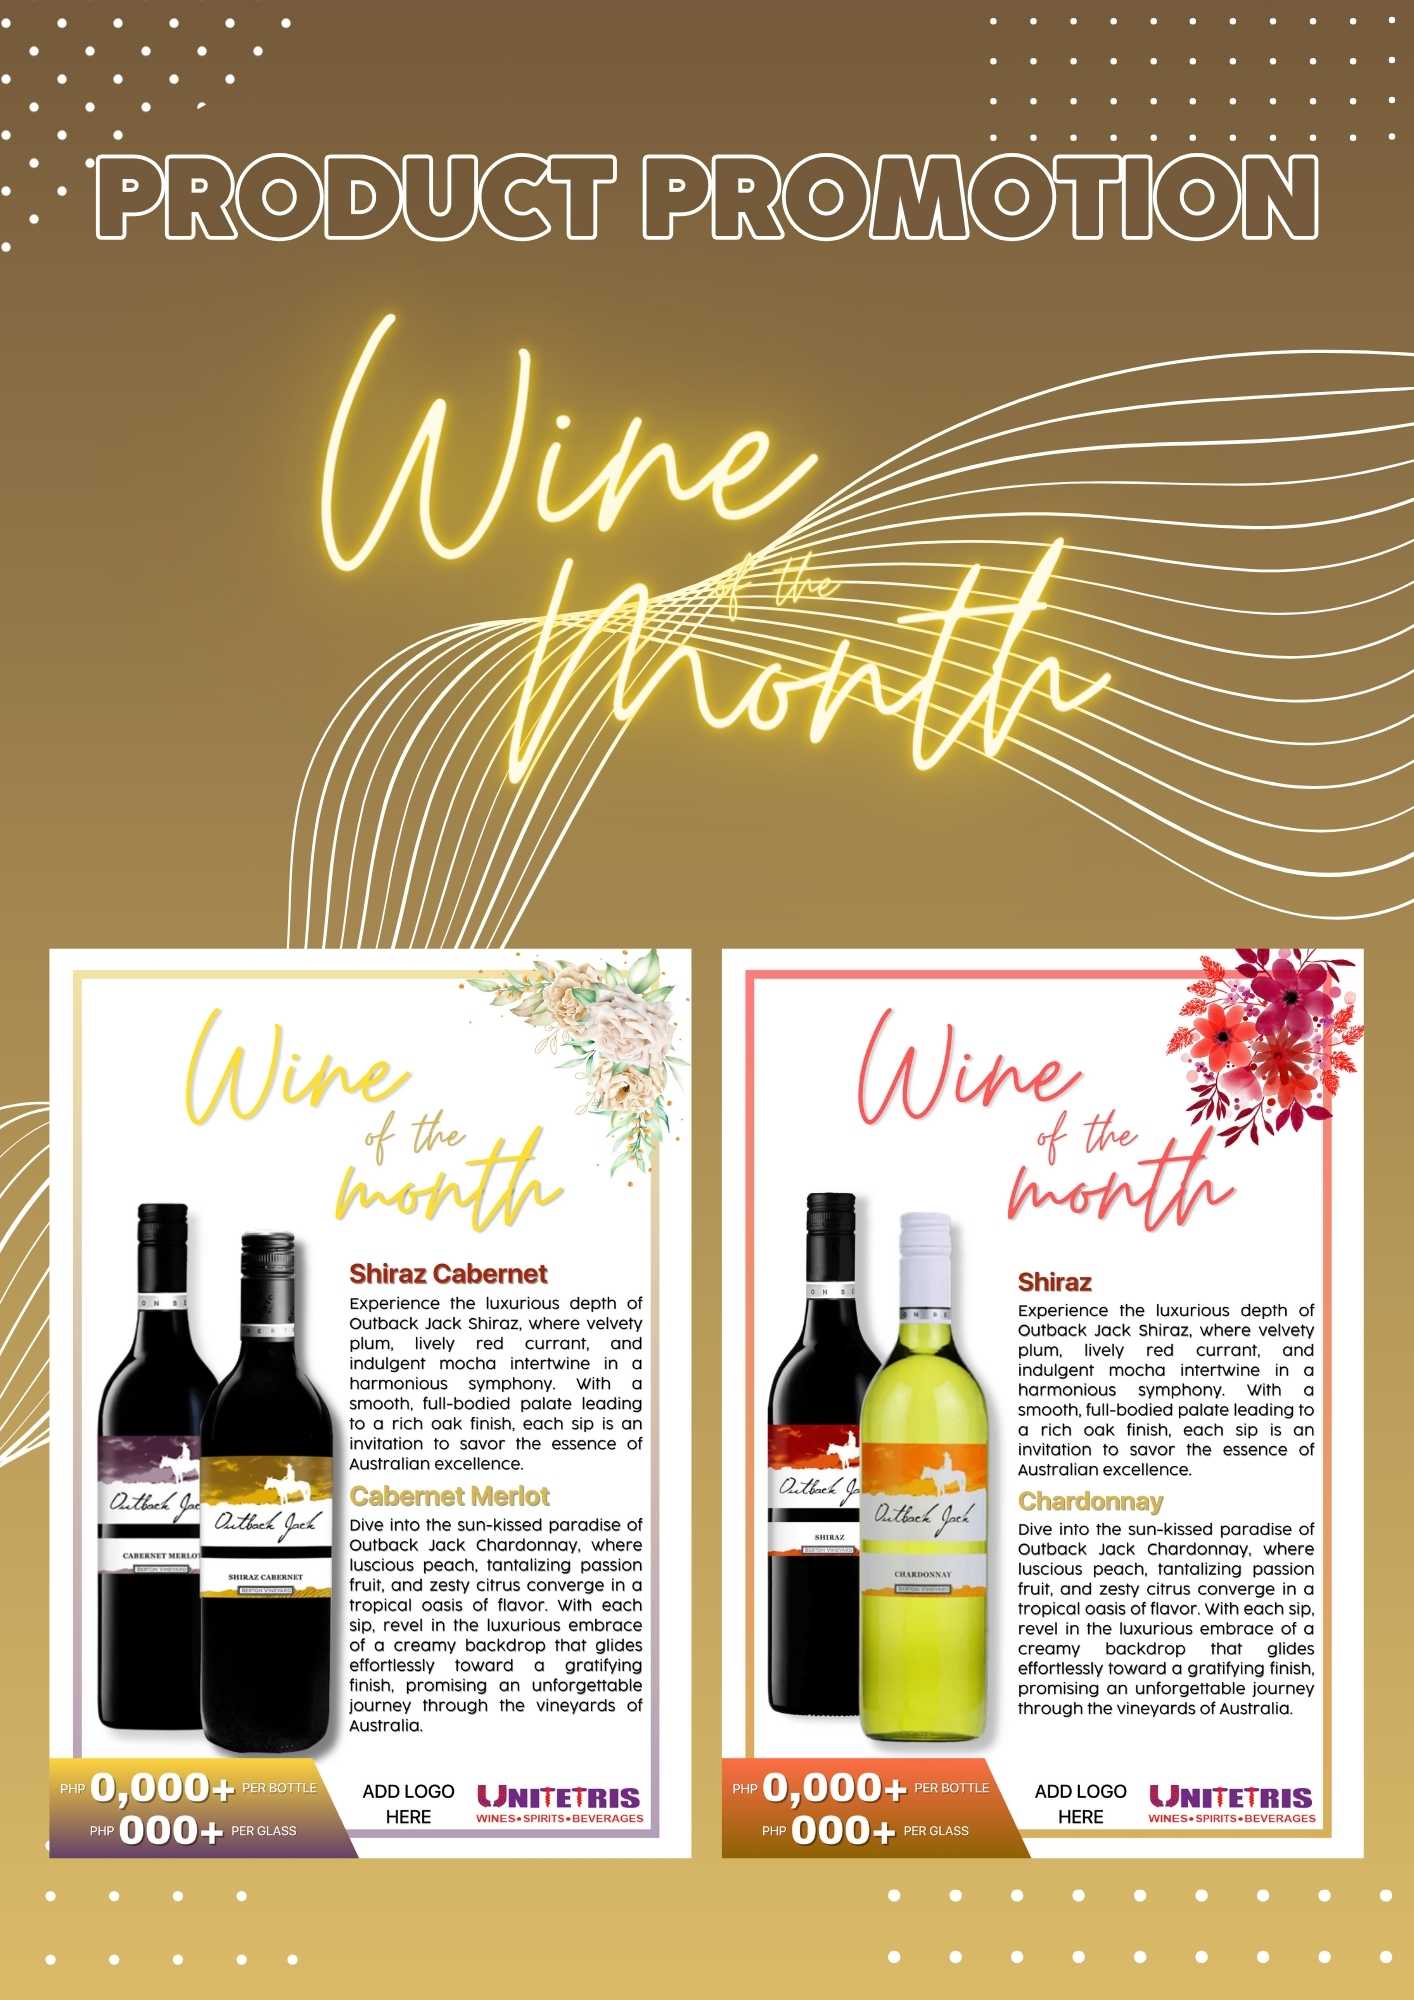 PRODUCT PROMOTION
Wine
of the
Month
Wine
of the
month
Shiraz Cabernet
Experience the luxurious depth of
Outback Jack Shiraz, where velvety
plum, lively red currant, and
indulgent mocha intertwine in a
harmonious symphony. With a
smooth, full-bodied palate leading
to a rich oak finish, each sip is an
invitation to savor the essence of
Australian excellence.
Cabernet Merlot
Dive into the sun-kissed paradise of
Outback Jack Chardonnay, where
luscious peach, tantalizing passion
fruit, and zesty citrus converge in a
tropical oasis of flavor. With each
sip, revel in the luxurious embrace
of a creamy backdrop that glides
effortlessly toward a gratifying
finish, promising an unforgettable
journey through the vineyards of
Australia.
Outback Jac
CABERNET MERLOT
BERTON VINEYARD
Outback Jack
SHIRAZ CABERNET
BERTON VINEYARD
PHP 0,000+ PER BOTTLE
PHP 000+ PER GLASS
ADD LOGO
HERE
UNITETRIS
WINES•SPIRITS•BEVERAGES
Wine
of the
month
Shiraz
Experience the luxurious depth of
Outback Jack Shiraz, where velvety
plum, lively red currant, and
indulgent mocha intertwine in a
harmonious symphony. With a
smooth, full-bodied palate leading to
a rich oak finish, each sip is an
invitation to savor the essence of
Australian excellence.
Chardonnay
Dive into the sun-kissed paradise of
Outback Jack Chardonnay, where
luscious peach, tantalizing passion
fruit, and zesty citrus converge in a
tropical oasis of flavor. With each sip,
revel in the luxurious embrace of a
creamy backdrop that glides
effortlessly toward a gratifying finish,
promising an unforgettable journey
through the vineyards of Australia.
Outback Ja
SHIRAZ
BERTON VINEYARD
Outback Jack
CHARDONNAY
BERTON VINEYARD
PHP 0,000+ PER BOTTLE
PHP 000+ PER GLASS
ADD LOGO
HERE
UNITETRIS
WINES•SPIRITS•BEVERAGES